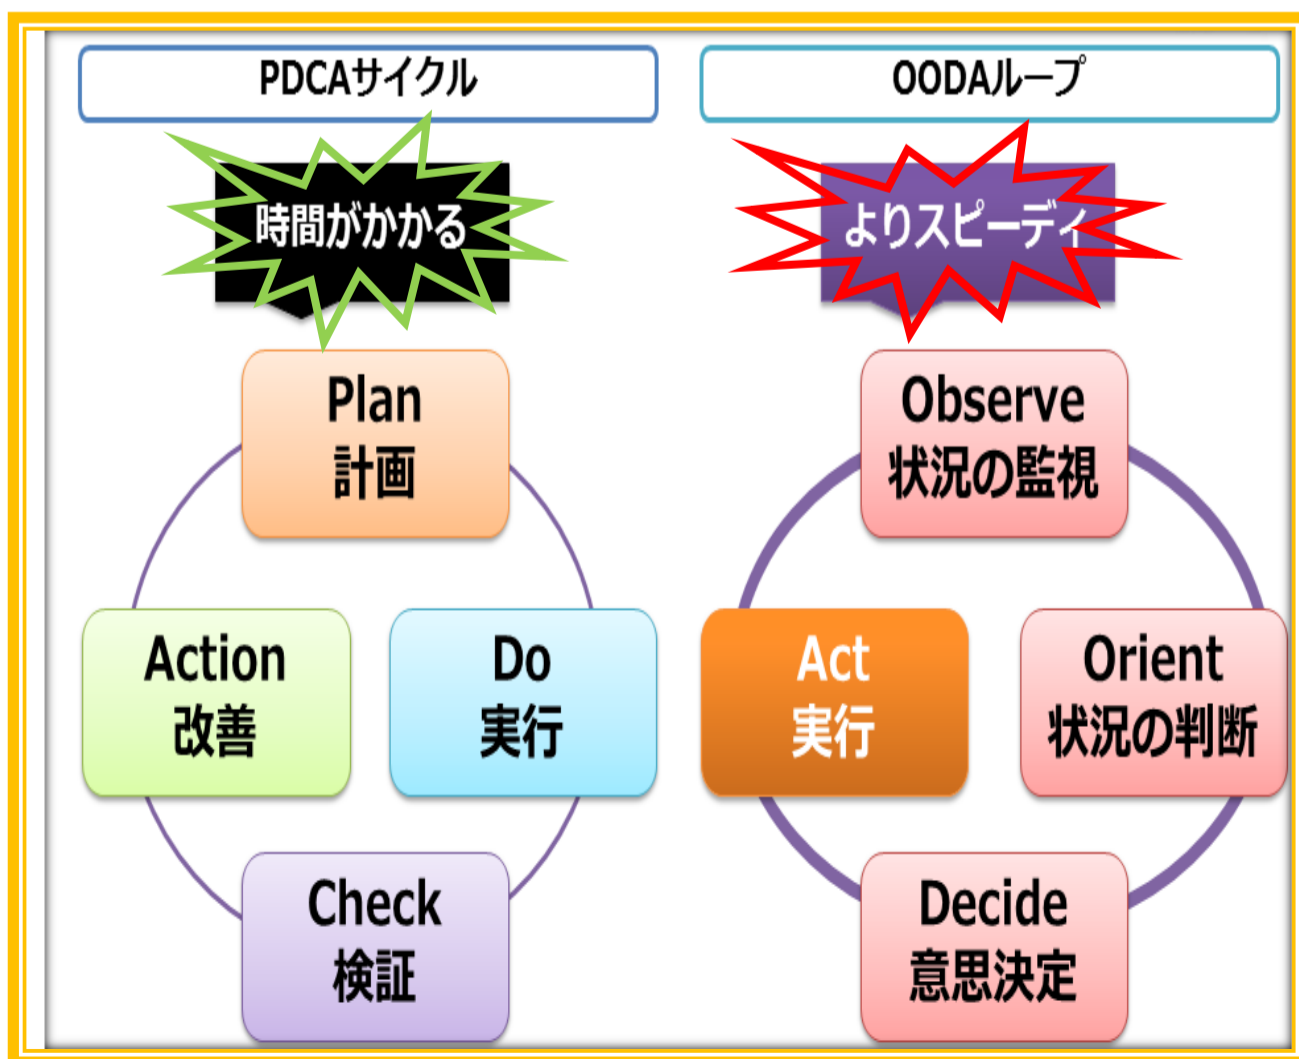 PDCAサイクル
時間がかかる
Plan
計画
Do
実行
Check
検証
Action
改善
OODAループ
よりスピーディ
Observe
状況の監視
Orient
状況の判断
Decide
意思決定
Act
実行